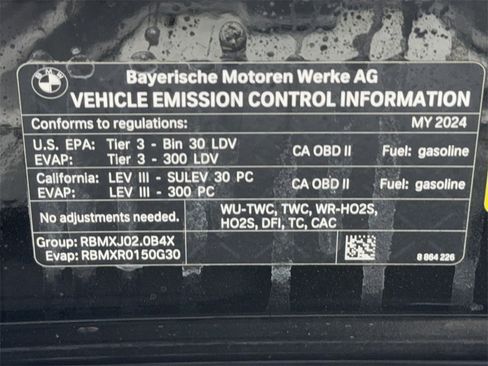 BMW
Bayerische Motoren Werke AG
VEHICLE EMISSION CONTROL INFORMATION
Conforms to regulations: MY 2024
U.S. EPA: Tier 3 - Bin 30 LDV CA OBD II Fuel: gasoline
EVAP: Tier 3 - 300 LDV
California: LEV III - SULEV 30 PC CA OBD II Fuel: gasoline
EVAP: LEV III - 300 PC
No adjustments needed.
WU-TWC, TWC, WR-HO2S,
HO2S, DFI, TC, CAC
Group: RBMXJ02.0B4X
Evap: RBMXR0150G30
8 864 226